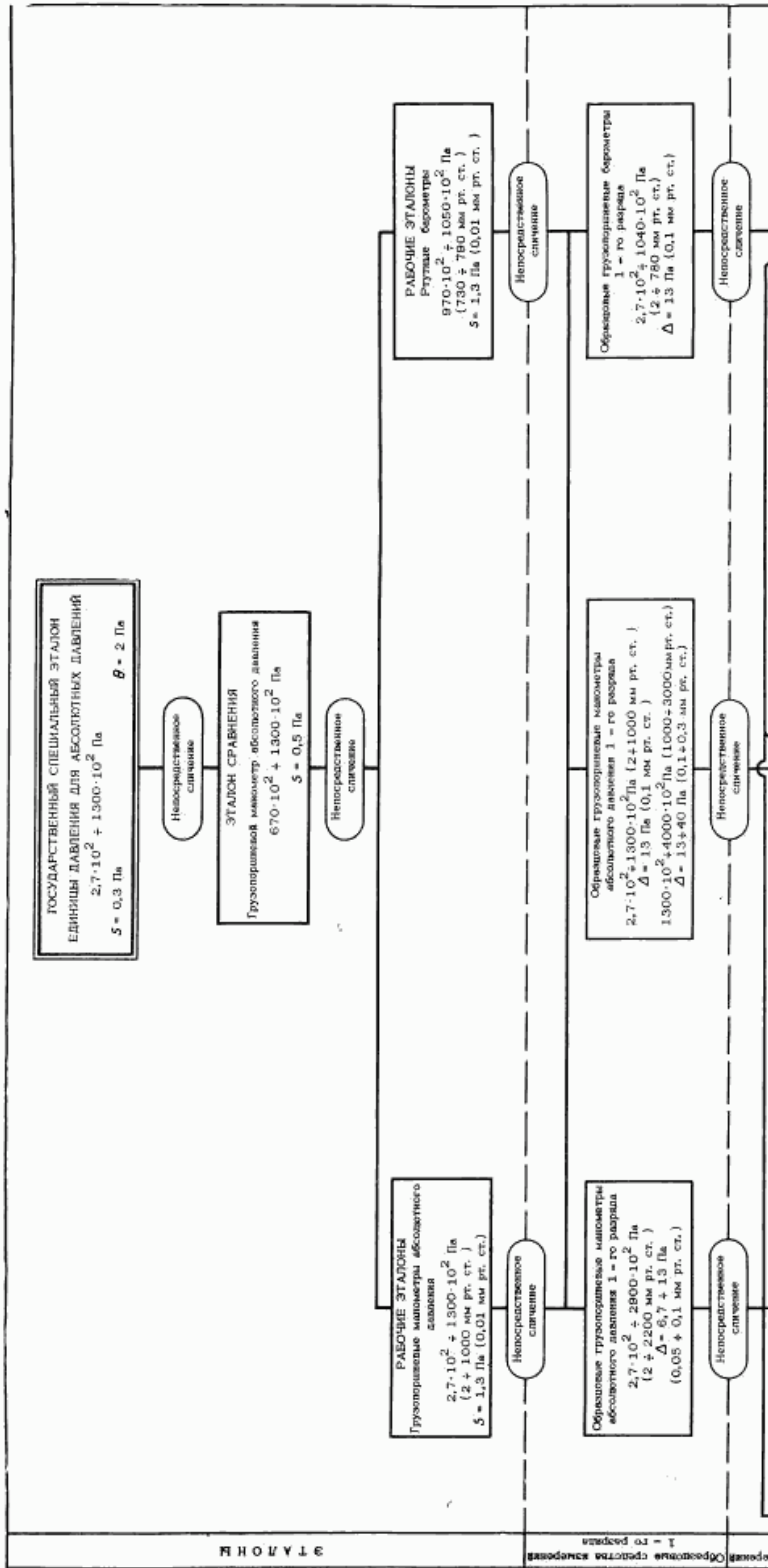 ГОСУДАРСТВЕННЫЙ СПЕЦИАЛЬНЫЙ ЭТАЛОН
ЕДИНИЦЫ ДАВЛЕНИЯ ДЛЯ АБСОЛЮТНЫХ ДАВЛЕНИЙ
2,7·10² ÷ 1300·10² Па
S = 0,3 Па θ = 2 Па
Непосредственное
сличение
ЭТАЛОН СРАВНЕНИЯ
Грузопоршневой манометр абсолютного давления
670·10² ÷ 1300·10² Па
S = 0,5 Па
Непосредственное
сличение
РАБОЧИЕ ЭТАЛОНЫ
Грузопоршневые манометры абсолютного
давления
2,7·10² ÷ 1300·10² Па
(2 ÷ 1000 мм рт. ст. )
S = 1,3 Па (0,01 мм рт. ст.)
РАБОЧИЕ ЭТАЛОНЫ
Ртутные барометры
970·10² ÷ 1050·10² Па
(730 ÷ 790 мм рт. ст. )
S = 1,3 Па (0,01 мм рт. ст. )
Непосредственное
сличение
Непосредственное
сличение
Образцовые грузопоршневые манометры
абсолютного давления 1 – го разряда
2,7·10² ÷ 2900·10² Па
(2 ÷ 2200 мм рт. ст. )
Δ = 6,7 ÷ 13 Па
(0,05 ÷ 0,1 мм рт. ст. )
Образцовые грузопоршневые манометры
абсолютного давления 1 – го разряда
2,7·10²÷1300·10²Па (2÷1000 мм рт. ст. )
Δ = 13 Па (0,1 мм рт. ст. )
1300·10²÷4000·10²Па (1000÷3000мм рт. ст.)
Δ = 13÷40 Па (0,1÷0,3 мм рт. ст.)
Образцовые грузопоршневые барометры
1 – го разряда
2,7·10² ÷ 1040·10² Па
(2 ÷ 780 мм рт. ст.)
Δ = 13 Па (0,1 мм рт. ст.)
Непосредственное
сличение
Непосредственное
сличение
Непосредственное
сличение
ЭТАЛОНЫ
Образцовые средства измерения
1 – го разряда